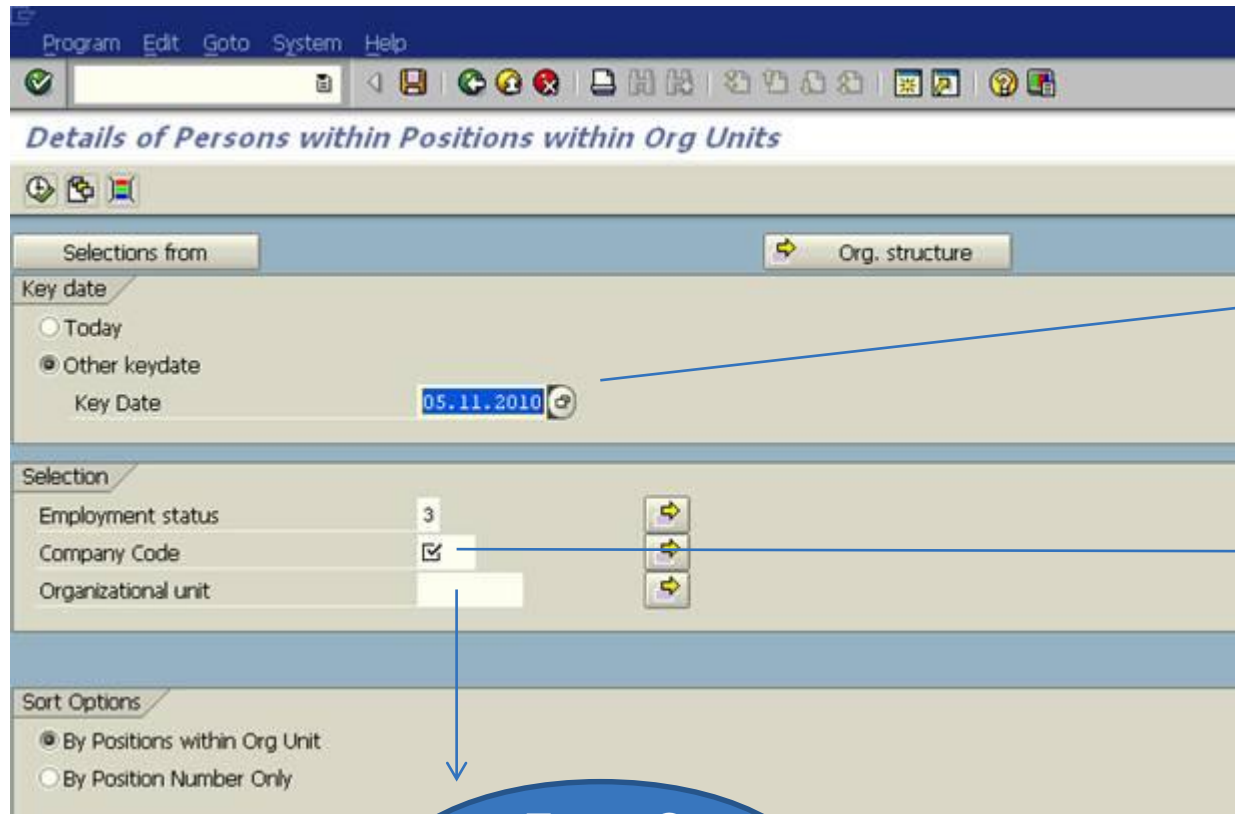 Program Edit Goto System Help
Details of Persons within Positions within Org Units
Selections from Org. structure
Key date
Today
Other keydate
Key Date 05.11.2010
Selection
Employment status 3
Company Code
Organizational unit
Sort Options
By Positions within Org Unit
By Position Number Only